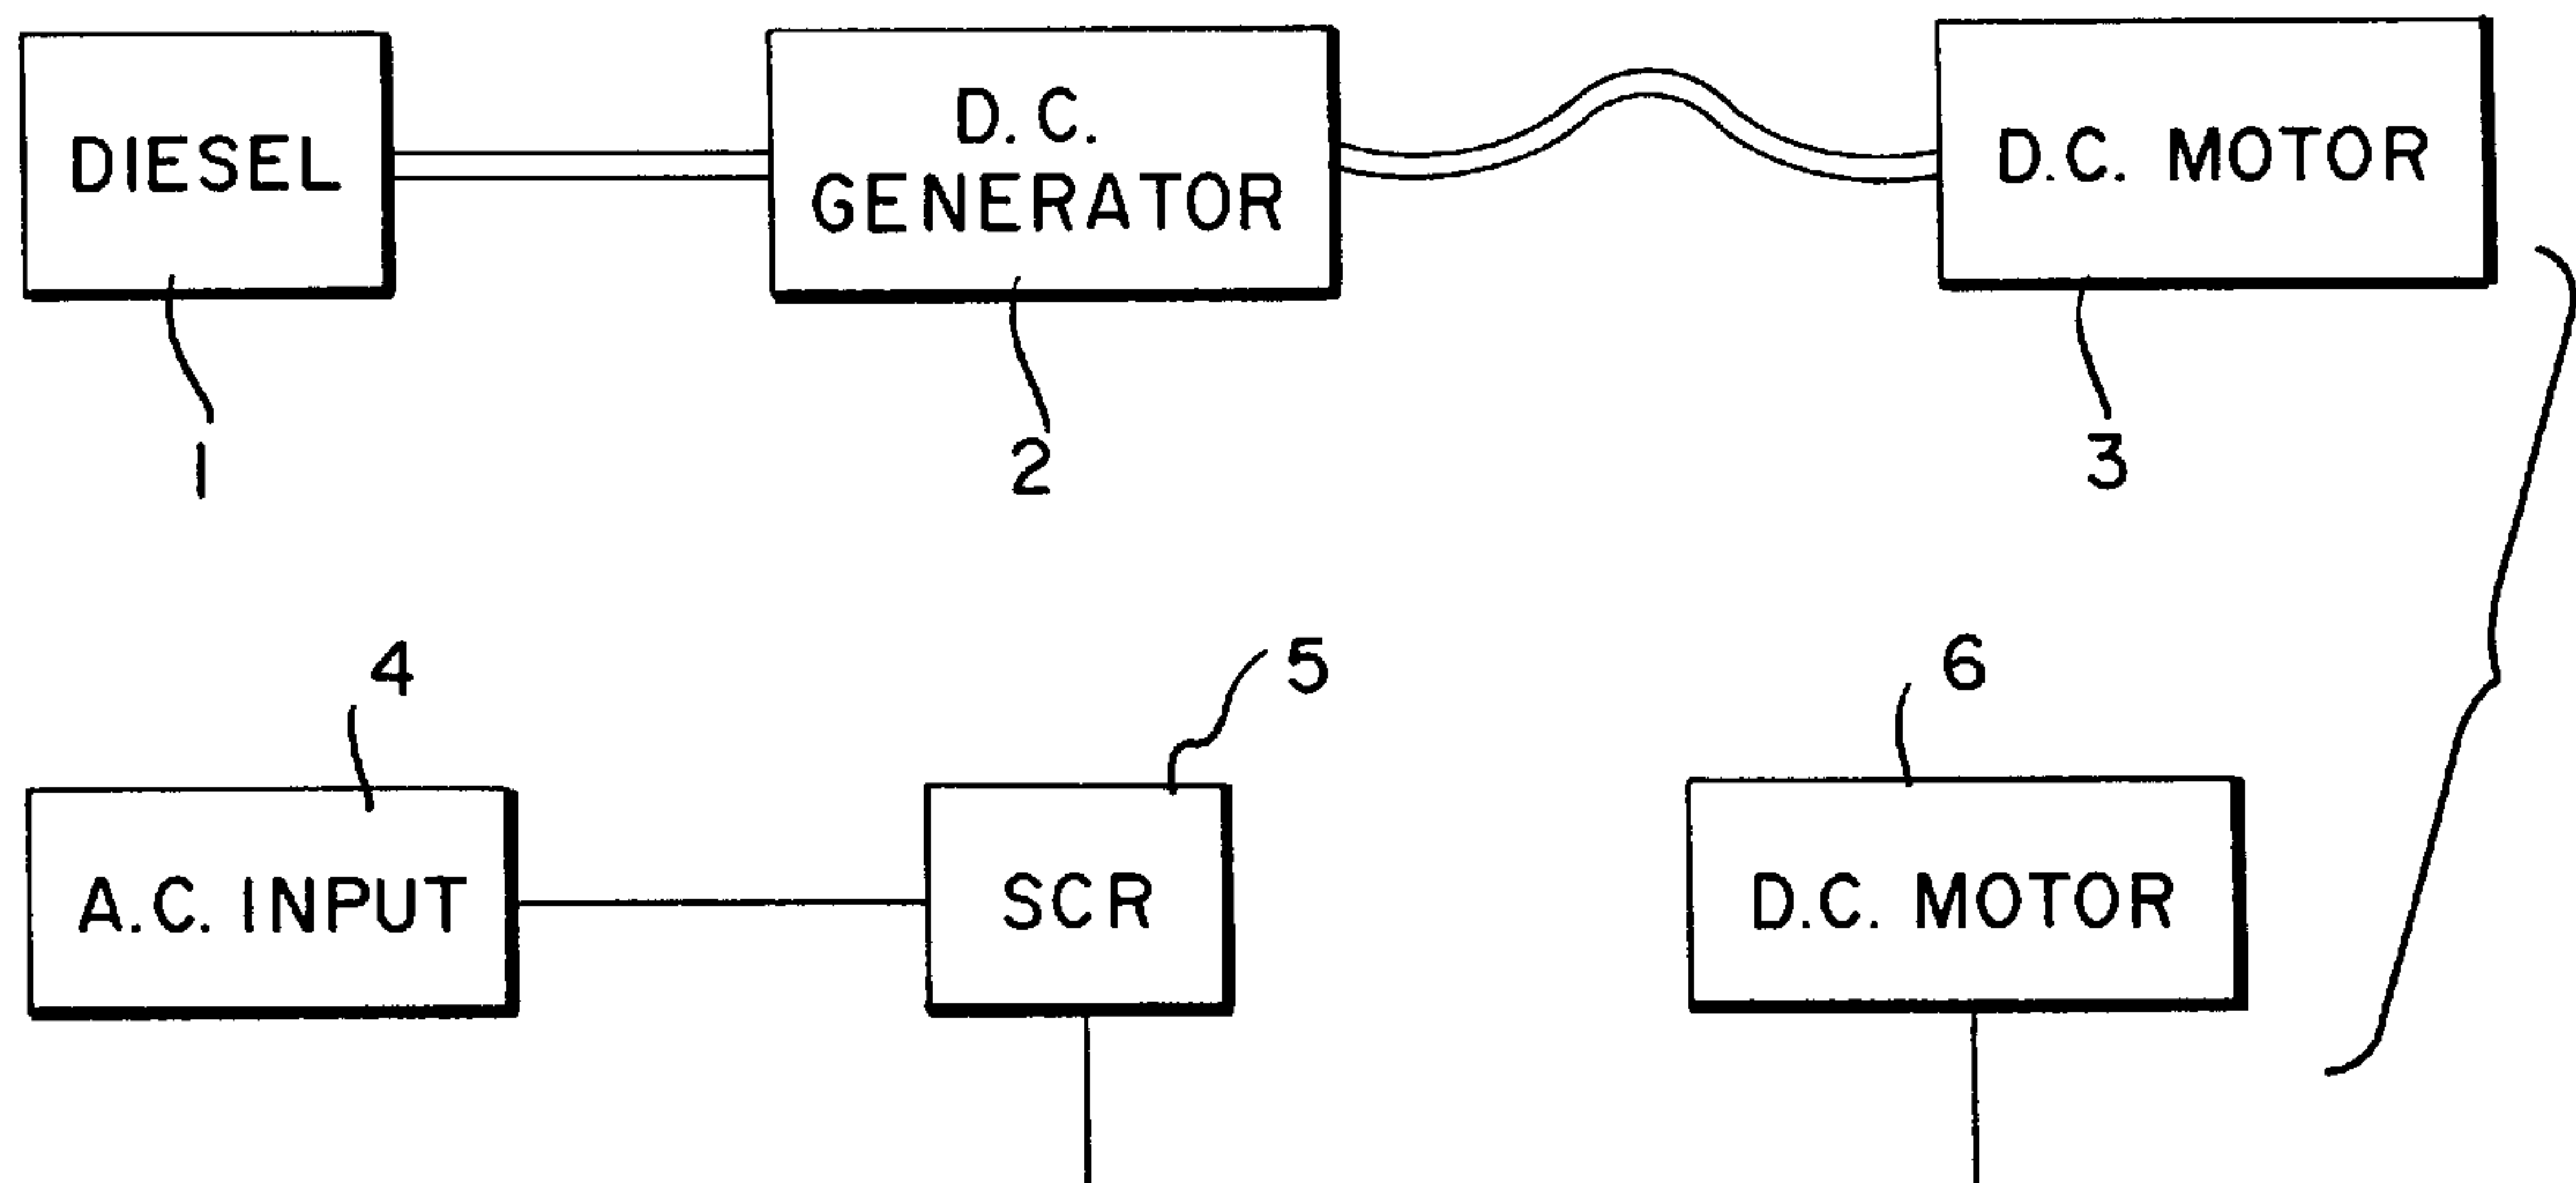 DIESEL
D.C.
GENERATOR
D.C. MOTOR
1
2
3
4
5
6
A.C. INPUT
SCR
D.C. MOTOR